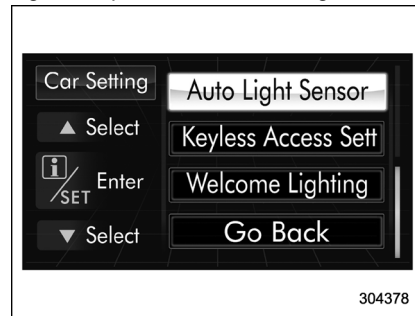 Car Setting
Auto Light Sensor
▲ Select
Keyless Access Sett
i/SET Enter
Welcome Lighting
▼ Select
Go Back
304378